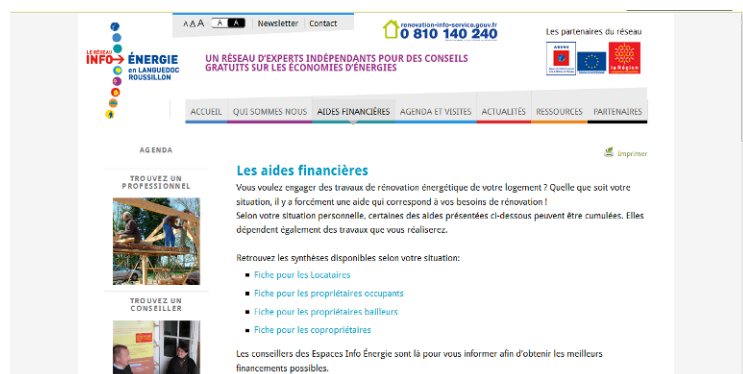 A A A A A Newsletter Contact
renovation-info-service.gouv.fr
0 810 140 240
Les partenaires du réseau
LE RÉSEAU
INFO ÉNERGIE
en LANGUEDOC
ROUSSILLON
UN RÉSEAU D'EXPERTS INDÉPENDANTS POUR DES CONSEILS
GRATUITS SUR LES ÉCONOMIES D'ÉNERGIES
ADEME
la Région
ACCUEIL QUI SOMMES NOUS AIDES FINANCIÈRES AGENDA ET VISITES ACTUALITÉS RESSOURCES PARTENAIRES
AGENDA
Imprimer
TROUVEZ UN
PROFESSIONNEL
Les aides financières
Vous voulez engager des travaux de rénovation énergétique de votre logement ? Quelle que soit votre
situation, il y a forcément une aide qui correspond à vos besoins de rénovation !
Selon votre situation personnelle, certaines des aides présentées ci-dessous peuvent être cumulées. Elles
dépendent également des travaux que vous réaliserez.
Retrouvez les synthèses disponibles selon votre situation:
Fiche pour les Locataires
Fiche pour les propriétaires occupants
TROUVEZ UN
CONSEILLER
Fiche pour les propriétaires bailleurs
Fiche pour les copropriétaires
Les conseillers des Espaces Info Énergie sont là pour vous informer afin d'obtenir les meilleurs
financements possibles.